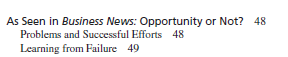 As Seen in Business News: Opportunity or Not? 48
Problems and Successful Efforts 48
Learning from Failure 49